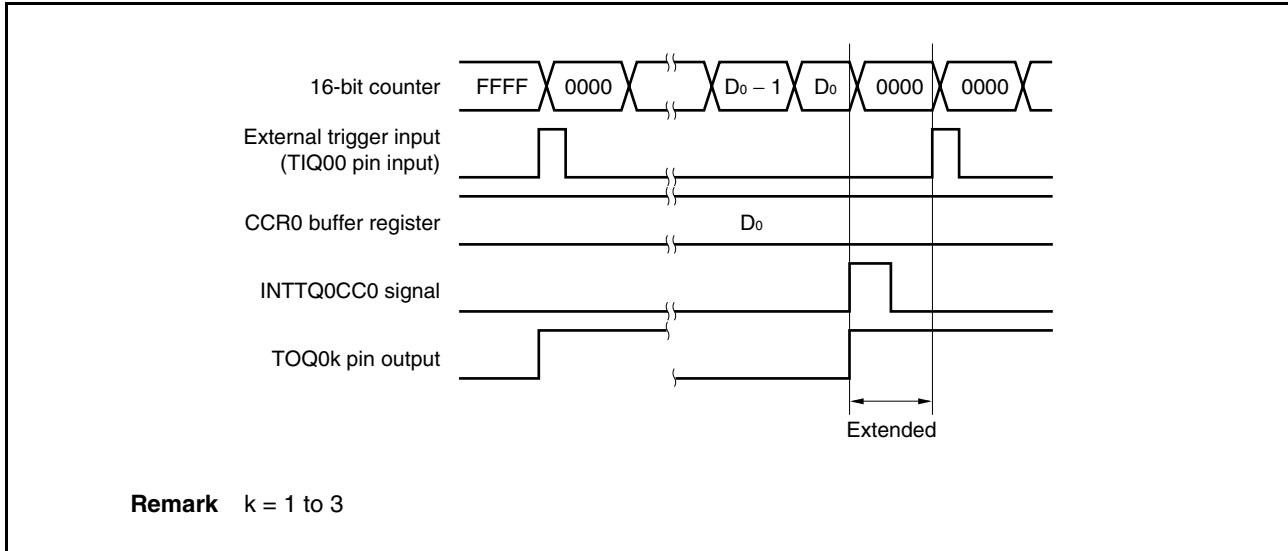 16-bit counter FFFF 0000 D₀ − 1 D₀ 0000 0000
External trigger input
(TIQ00 pin input)
CCR0 buffer register D₀
INTTQ0CC0 signal
TOQ0k pin output
Extended
Remark k = 1 to 3